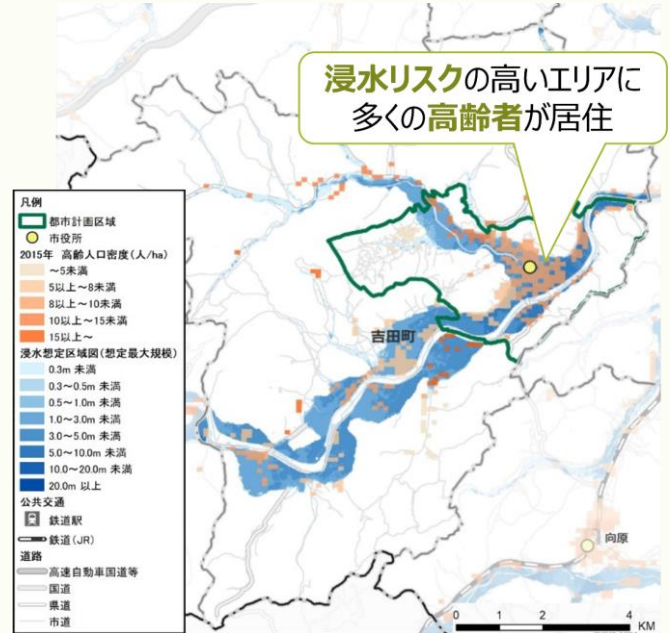 浸水リスクの高いエリアに
多くの高齢者が居住
凡例
都市計画区域
市役所
2015年 高齢人口密度(人/ha)
～5未満
5以上～8未満
8以上～10未満
10以上～15未満
15以上～
浸水想定区域図(想定最大規模)
0.3m 未満
0.3～0.5m 未満
0.5～1.0m 未満
1.0～3.0m 未満
3.0～5.0m 未満
5.0～10.0m 未満
10.0～20.0m 未満
20.0m 以上
公共交通
鉄道駅
鉄道(JR)
道路
高速自動車国道等
国道
県道
市道
吉田町
向原
0 1 2 4
KM